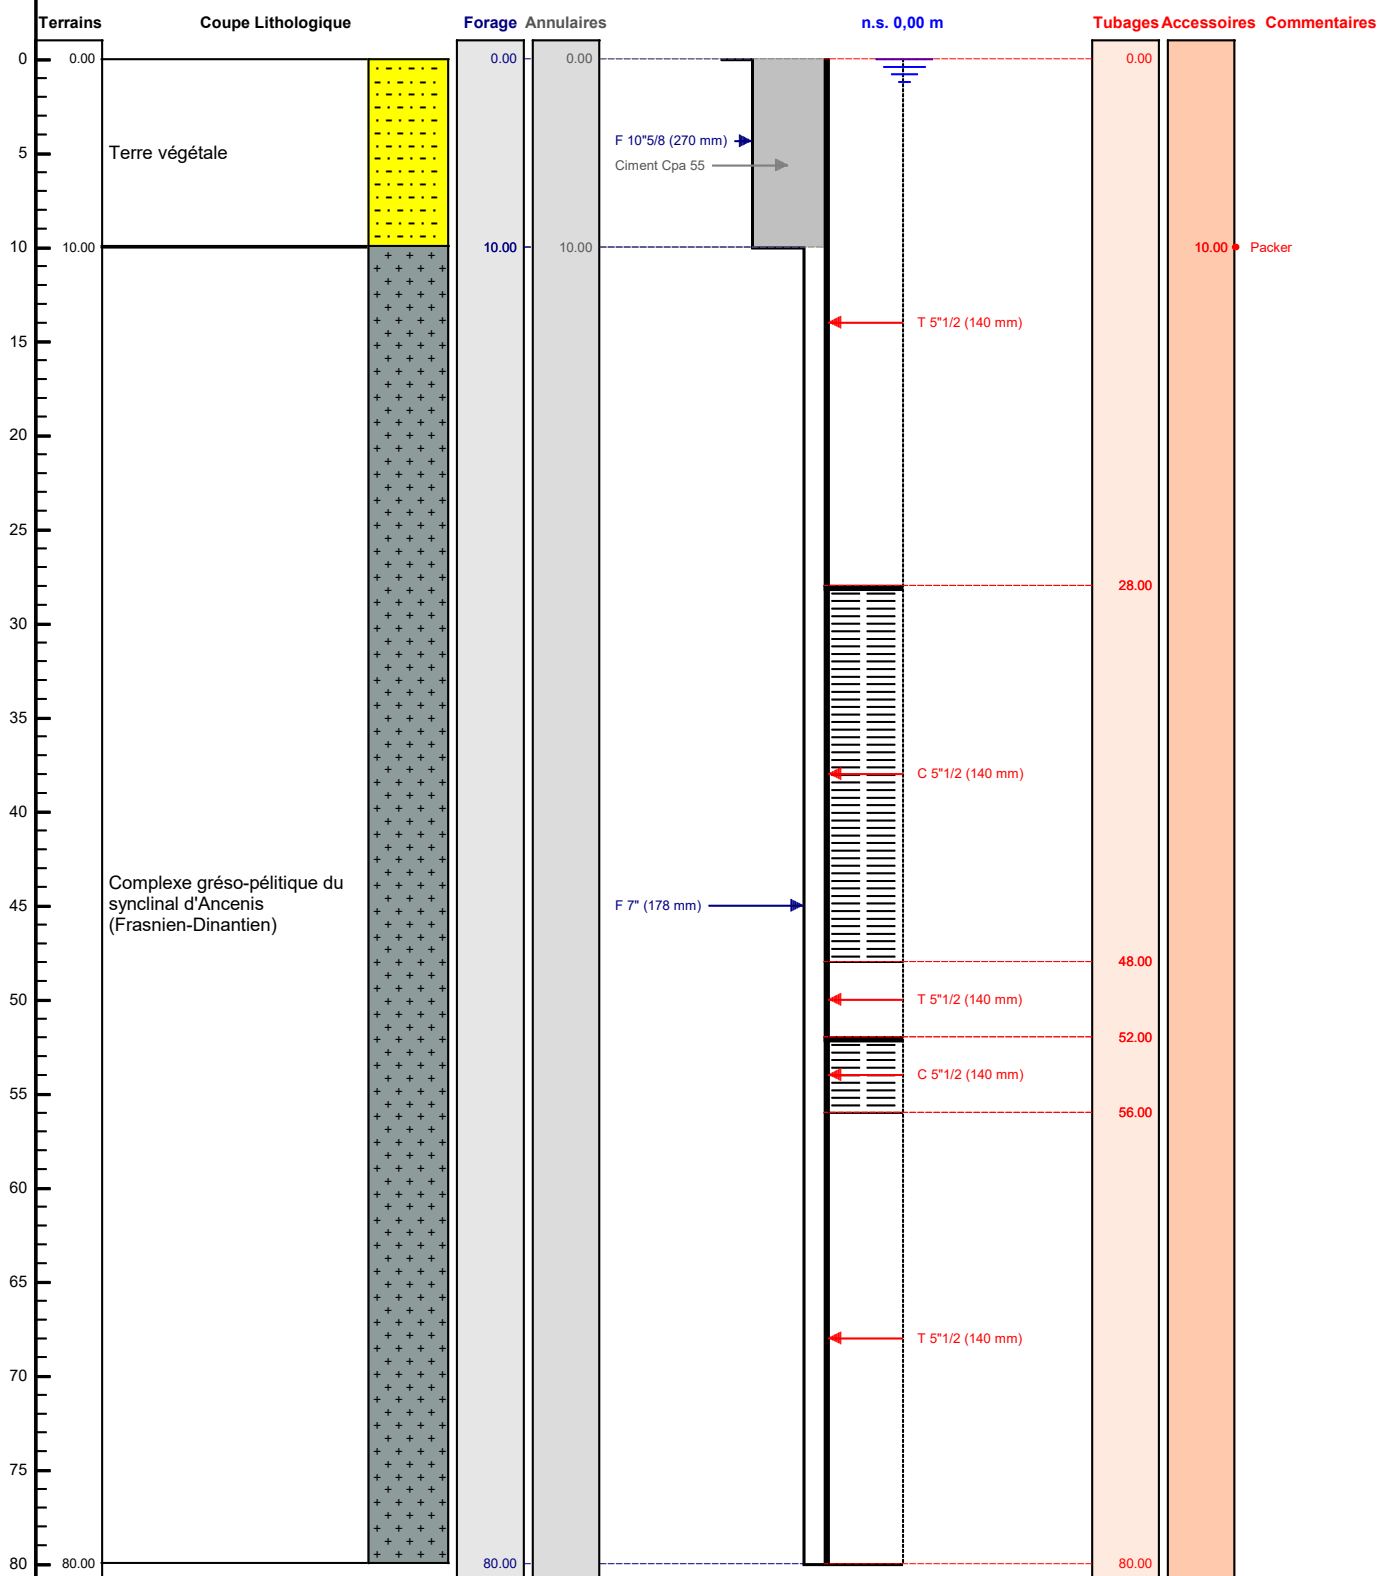 Terrains Coupe Lithologique Forage Annulaires n.s. 0,00 m Tubages Accessoires Commentaires
0 0.00 0.00 0.00 0.00
F 10"5/8 (270 mm)
5 Terre végétale
Ciment Cpa 55
10 10.00 10.00 10.00 10.00 Packer
T 5"1/2 (140 mm)
15
20
25
28.00
30
35
C 5"1/2 (140 mm)
40
Complexe gréso-pélitique du
synclinal d'Ancenis
(Frasnien-Dinantien)
45 F 7" (178 mm)
48.00
50 T 5"1/2 (140 mm)
52.00
C 5"1/2 (140 mm)
55
56.00
60
65
T 5"1/2 (140 mm)
70
75
80 80.00 80.00 80.00